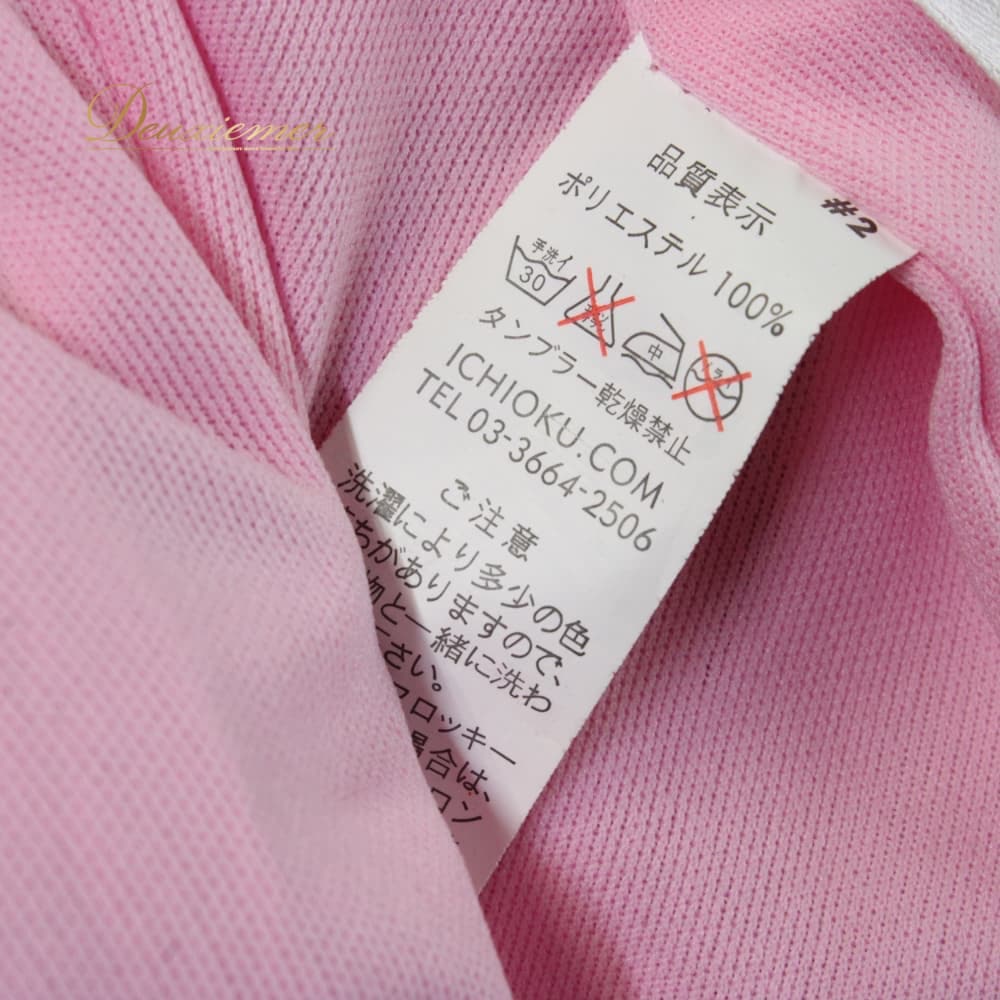 Deuxiemer
品質表示
#2
ポリエステル 100%
手洗イ
30
中
タンブラー乾燥禁止
ICHIOKU.COM
TEL 03-3664-2506
ご注意
洗濯により多少の色
ちがありますので、
物と一緒に洗わ
さい。
フロッキー
場合は、
ロン